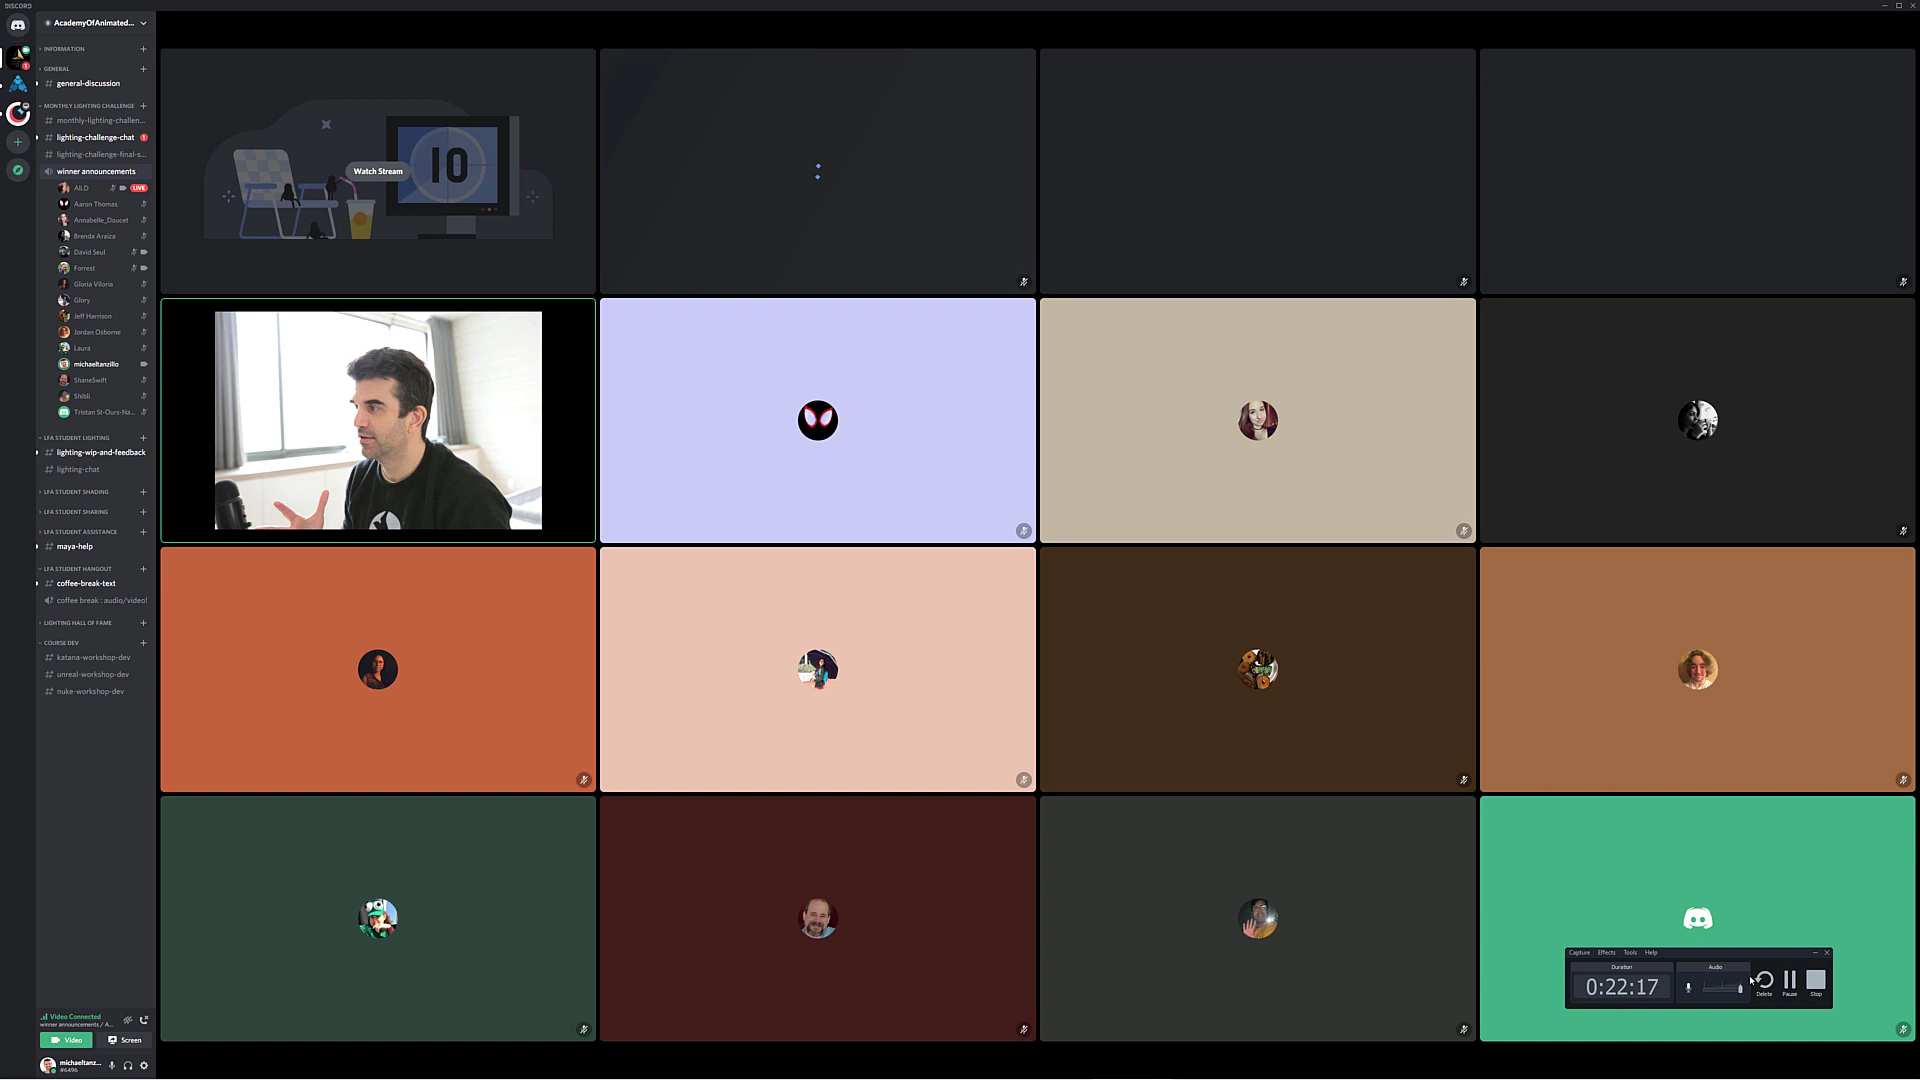 DISCORD
AcademyOfAnimated...
INFORMATION
GENERAL
general-discussion
MONTHLY LIGHTING CHALLENGE
monthly-lighting-challen...
lighting-challenge-chat
1
lighting-challenge-final-s...
winner announcements
Ali.D
LIVE
Aaron Thomas
Annabelle_Doucet
Brenda Araiza
David Seul
Forrest
Gloria Viloria
Glory
Jeff Harrison
Jordan Osborne
Laura
michaeltanzillo
ShaneSwift
Shibli
Tristan St-Ours-Na...
LFA STUDENT LIGHTING
lighting-wip-and-feedback
lighting-chat
LFA STUDENT SHADING
LFA STUDENT SHARING
LFA STUDENT ASSISTANCE
maya-help
LFA STUDENT HANGOUT
coffee-break-text
coffee break : audio/video!
LIGHTING HALL OF FAME
COURSE DEV
katana-workshop-dev
unreal-workshop-dev
nuke-workshop-dev
Video Connected
winner announcements / A...
Video
Screen
michaeltanz...
#6496
Watch Stream
10
Capture Effects Tools Help
Duration
Audio
0:22:17
Delete
Pause
Stop